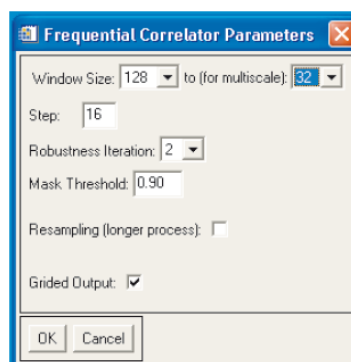 Frequential Correlator Parameters
Window Size: 128 to (for multiscale): 32
Step: 16
Robustness Iteration: 2
Mask Threshold: 0.90
Resampling (longer process):
Grided Output:
OK Cancel